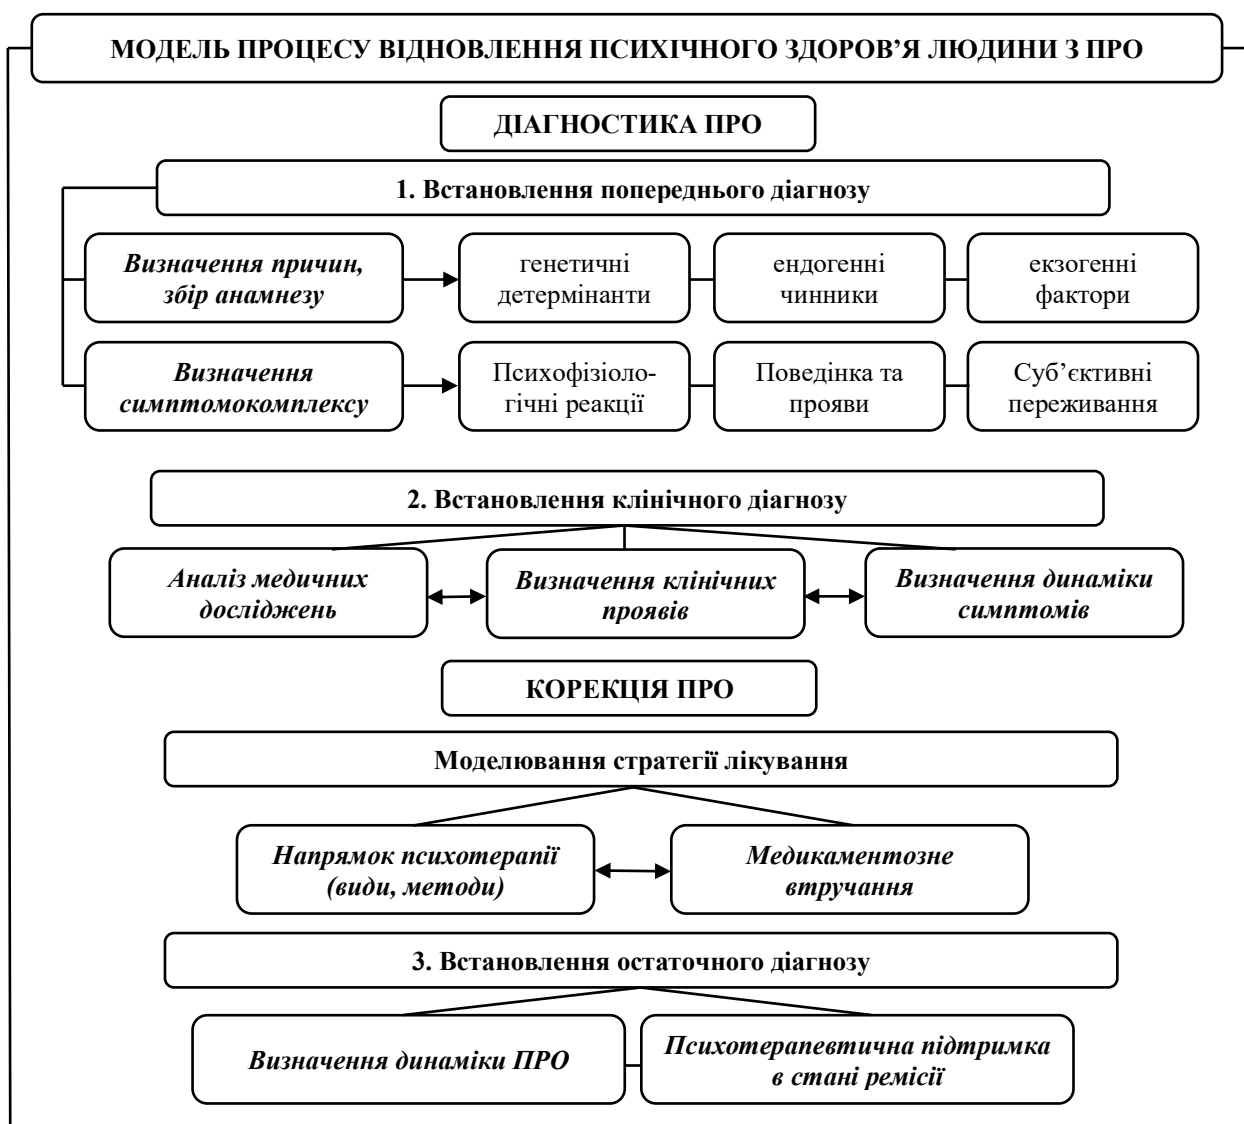 МОДЕЛЬ ПРОЦЕСУ ВІДНОВЛЕННЯ ПСИХІЧНОГО ЗДОРОВ’Я ЛЮДИНИ З ПРО
ДІАГНОСТИКА ПРО
1. Встановлення попереднього діагнозу
Визначення причин,
збір анамнезу
генетичні
детермінанти
ендогенні
чинники
екзогенні
фактори
Визначення
симптомокомплексу
Психофізіоло-
гічні реакції
Поведінка та
прояви
Суб’єктивні
переживання
2. Встановлення клінічного діагнозу
Аналіз медичних
досліджень
Визначення клінічних
проявів
Визначення динаміки
симптомів
КОРЕКЦІЯ ПРО
Моделювання стратегії лікування
Напрямок психотерапії
(види, методи)
Медикаментозне
втручання
3. Встановлення остаточного діагнозу
Визначення динаміки ПРО
Психотерапевтична підтримка
в стані ремісії